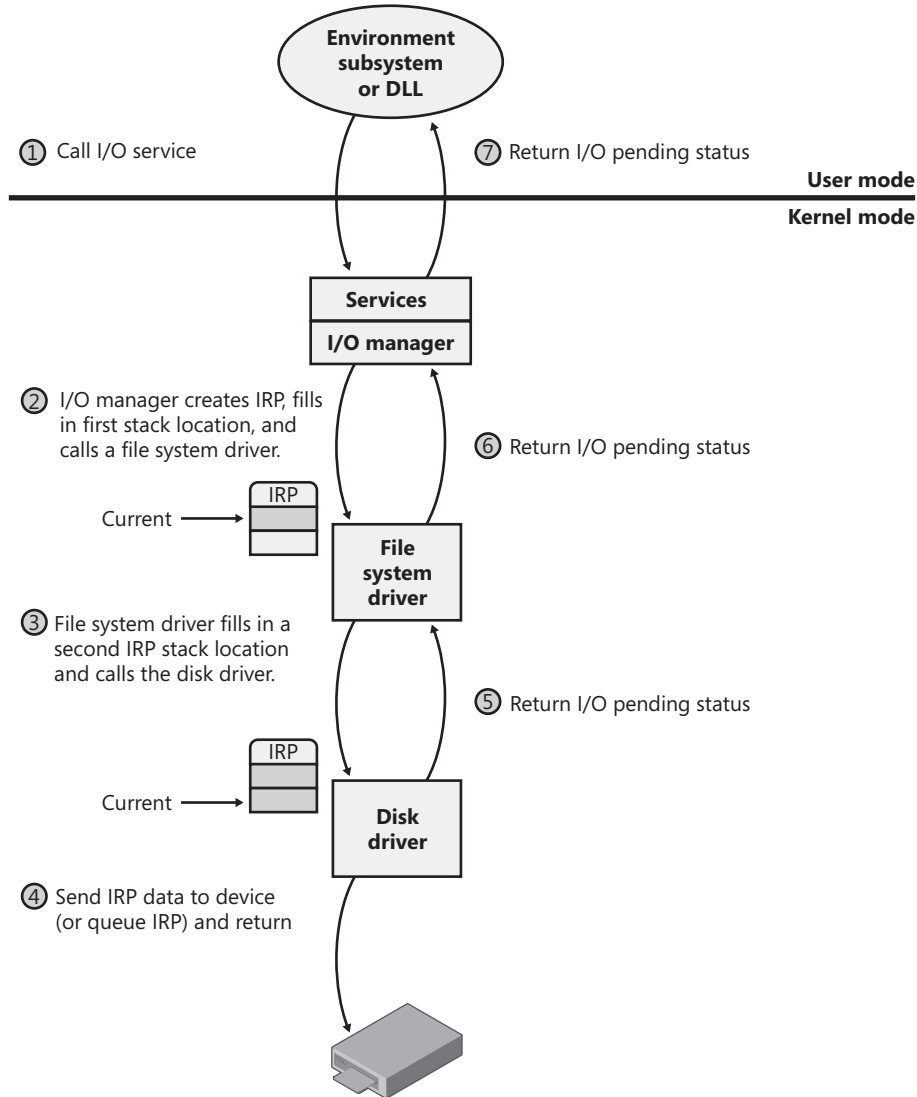 Environment
subsystem
or DLL
1 Call I/O service
7 Return I/O pending status
User mode
Kernel mode
Services
I/O manager
2 I/O manager creates IRP, fills
in first stack location, and
calls a file system driver.
6 Return I/O pending status
IRP
Current
File
system
driver
3 File system driver fills in a
second IRP stack location
and calls the disk driver.
5 Return I/O pending status
IRP
Current
Disk
driver
4 Send IRP data to device
(or queue IRP) and return